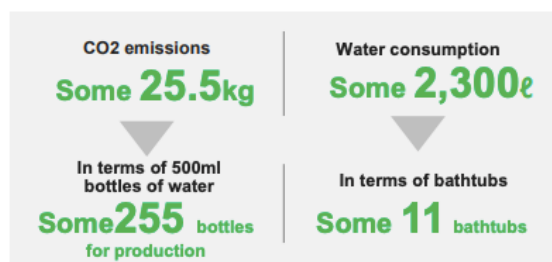 CO2 emissions
Some 25.5kg
In terms of 500ml
bottles of water
Some255 bottles
for production
Water consumption
Some 2,300ℓ
In terms of bathtubs
Some 11 bathtubs